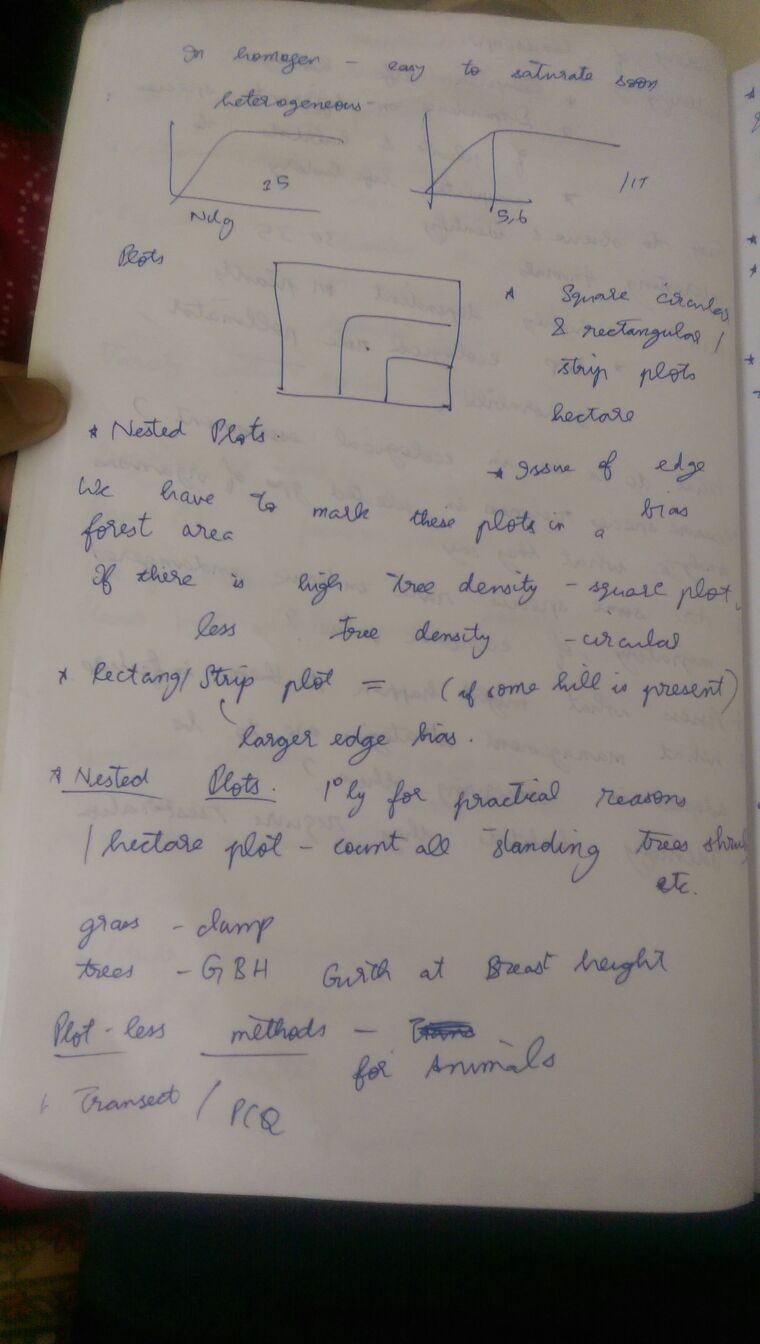 In homogen - easy to saturate soon
heterogeneous -
25
/ IT
Ndg
5,6
Plots
* Square circular
& rectangular /
strip plots
hectare
* Nested Plots.
* Issue of edge
bias
We have to mark these plots in a
forest area
If there is high tree density - square plot,
less tree density - circular
* Rectang/Strip plot = (if some hill is present)
larger edge bias.
* Nested Plots. 1°ly for practical reasons
1 hectare plot - count all standing trees shrub
etc.
grass - clamp
trees - GBH Girth at Breast height
Plot-less methods -
for Animals
Transect / PCQ